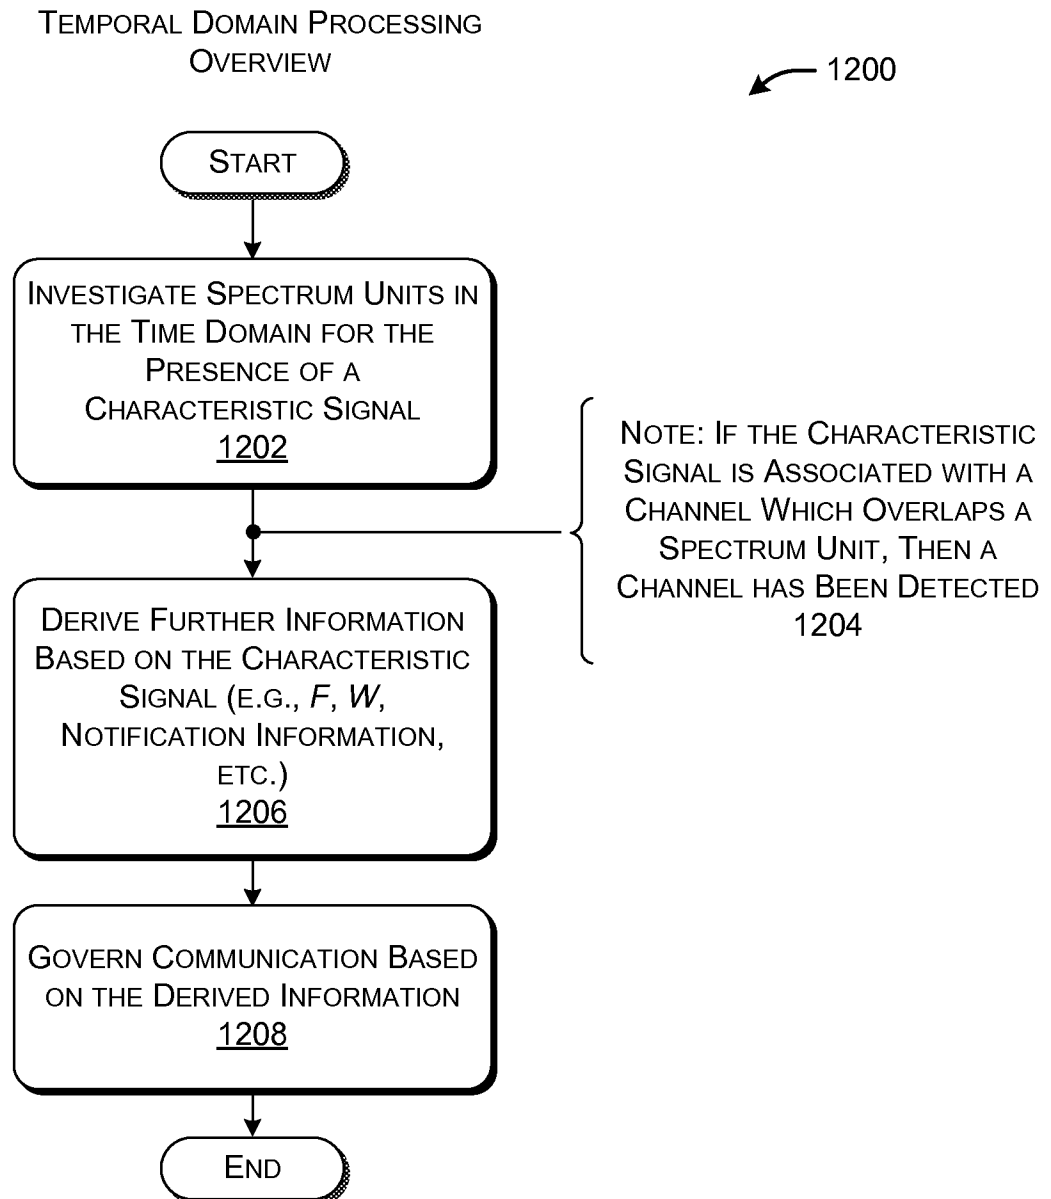 TEMPORAL DOMAIN PROCESSING
OVERVIEW
1200
START
INVESTIGATE SPECTRUM UNITS IN
THE TIME DOMAIN FOR THE
PRESENCE OF A
CHARACTERISTIC SIGNAL
1202
NOTE: IF THE CHARACTERISTIC
SIGNAL IS ASSOCIATED WITH A
CHANNEL WHICH OVERLAPS A
SPECTRUM UNIT, THEN A
CHANNEL HAS BEEN DETECTED
1204
DERIVE FURTHER INFORMATION
BASED ON THE CHARACTERISTIC
SIGNAL (E.G., F, W,
NOTIFICATION INFORMATION,
ETC.)
1206
GOVERN COMMUNICATION BASED
ON THE DERIVED INFORMATION
1208
END